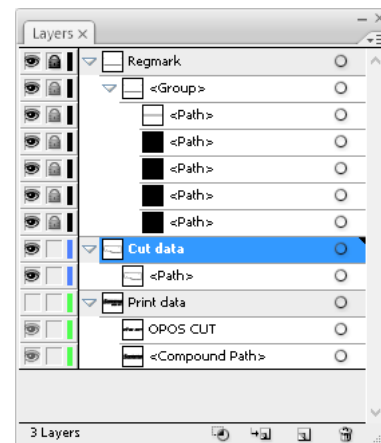 Layers ×
Regmark
<Group>
<Path>
<Path>
<Path>
<Path>
<Path>
Cut data
<Path>
Print data
OPOS CUT
<Compound Path>
3 Layers